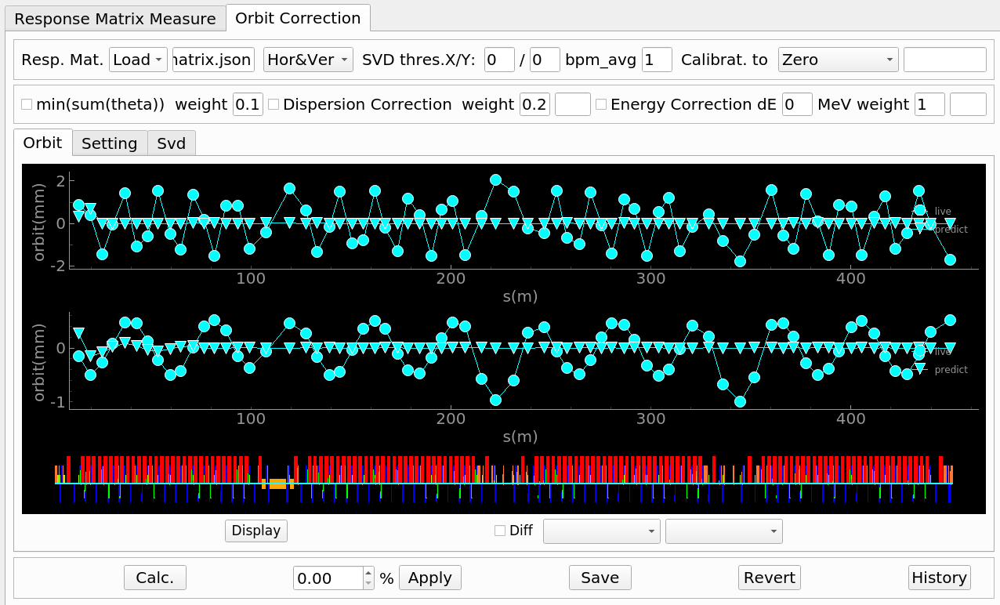 Response Matrix Measure Orbit Correction
Resp. Mat. Load natrix.json Hor&Ver SVD thres.X/Y: 0 / 0 bpm_avg 1 Calibrat. to Zero
min(sum(theta)) weight 0.1 Dispersion Correction weight 0.2 Energy Correction dE 0 MeV weight 1
Orbit Setting Svd
orbit(mm)
2
0
-2
live
predict
100 200 300 400
s(m)
orbit(mm)
0
-1
live
predict
100 200 300 400
s(m)
Display Diff
Calc. 0.00 % Apply Save Revert History